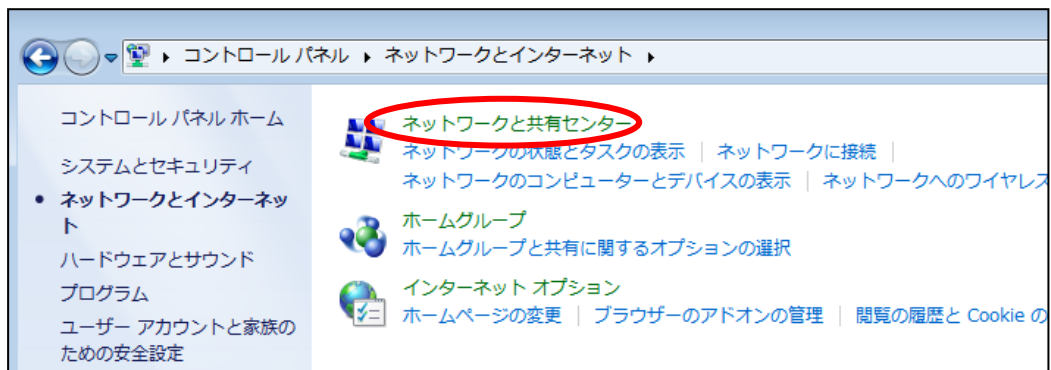 コントロール パネル ▸ ネットワークとインターネット ▸
コントロール パネル ホーム
システムとセキュリティ
• ネットワークとインターネッ
ト
ハードウェアとサウンド
プログラム
ユーザー アカウントと家族の
ための安全設定
ネットワークと共有センター
ネットワークの状態とタスクの表示 | ネットワークに接続 |
ネットワークのコンピューターとデバイスの表示 | ネットワークへのワイヤレス
ホームグループ
ホームグループと共有に関するオプションの選択
インターネット オプション
ホームページの変更 | ブラウザーのアドオンの管理 | 閲覧の履歴と Cookie の